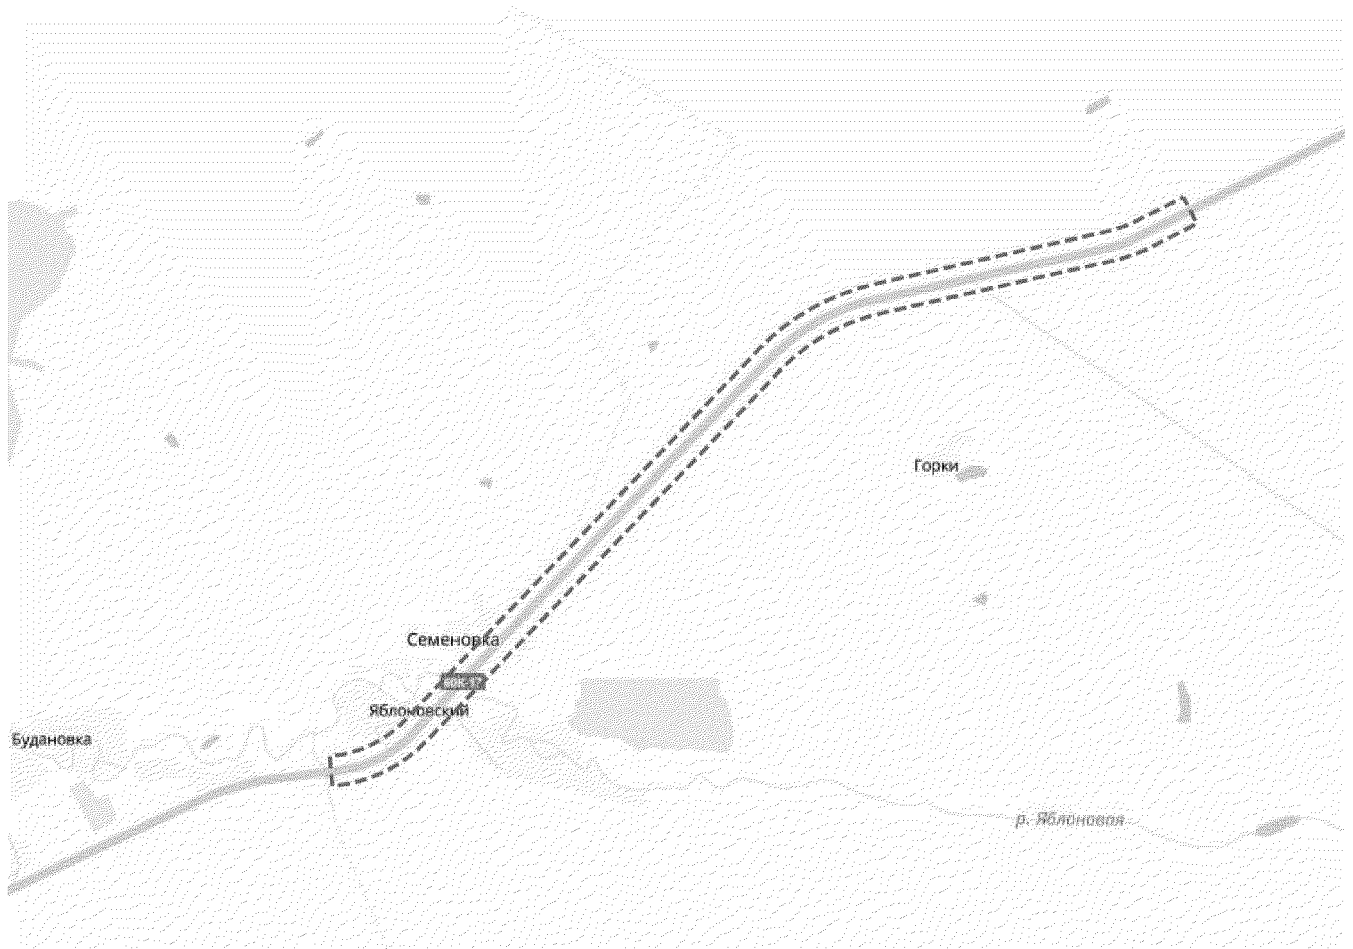 Горки
Семеновка
Яблоновский
Будановка
р. Яблоновая